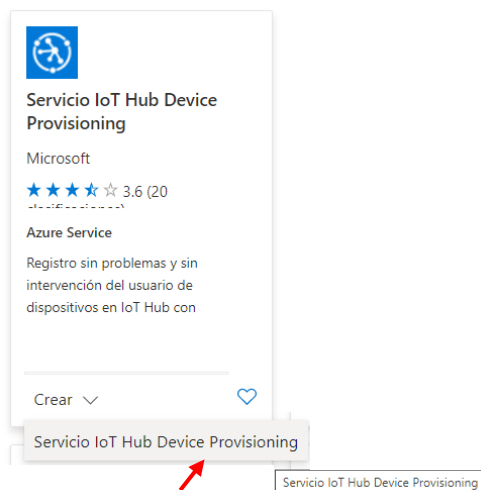 Servicio IoT Hub Device
Provisioning
Microsoft
3.6 (20
clasificaciones)
Azure Service
Registro sin problemas y sin
intervención del usuario de
dispositivos en IoT Hub con
Crear
Servicio IoT Hub Device Provisioning
Servicio IoT Hub Device Provisioning